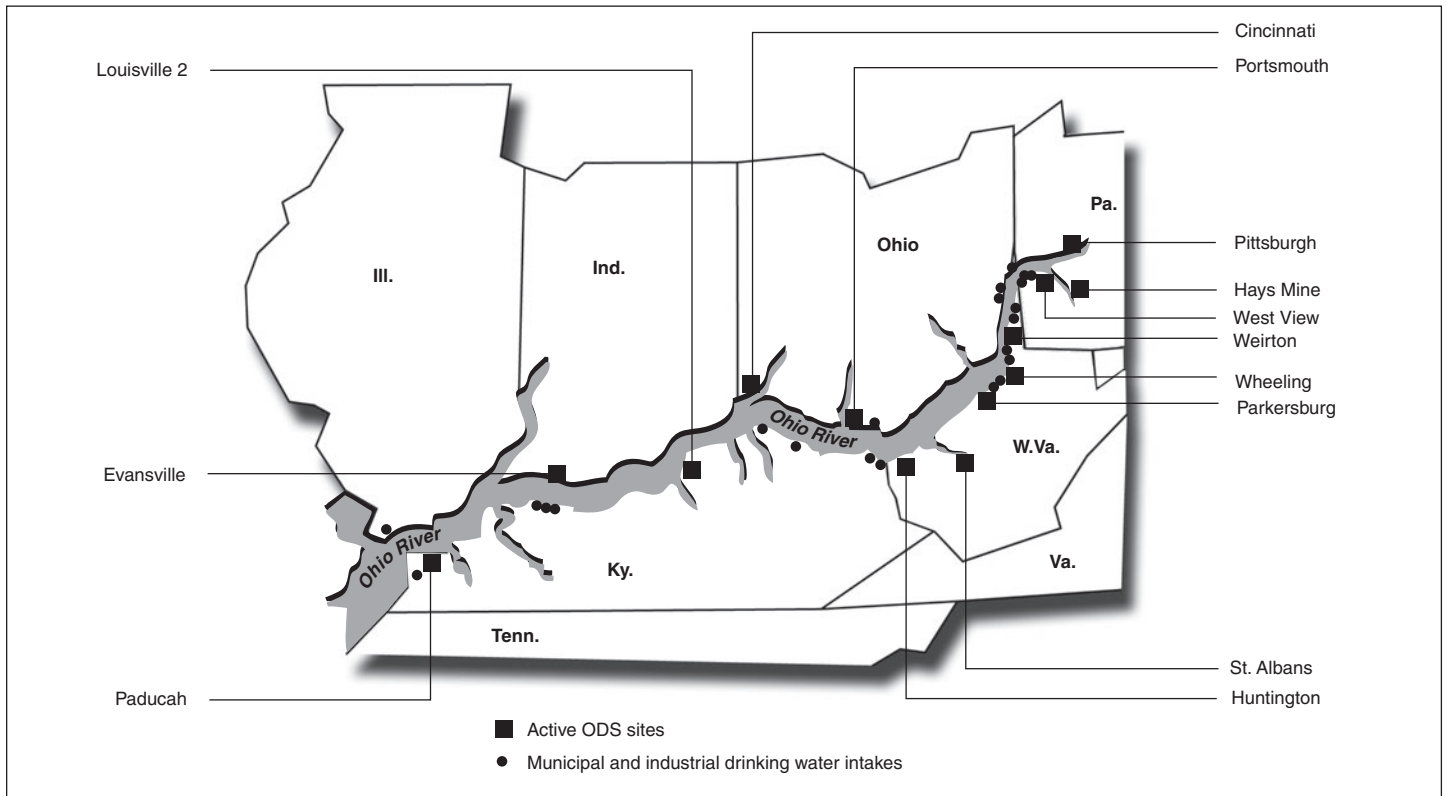 Cincinnati
Louisville 2
Portsmouth
Pa.
Ohio
Pittsburgh
Ill.
Ind.
Hays Mine
West View
Weirton
Wheeling
Parkersburg
Ohio River
W.Va.
Evansville
Ohio River
Ky.
Va.
Tenn.
St. Albans
Paducah
Huntington
Active ODS sites
Municipal and industrial drinking water intakes